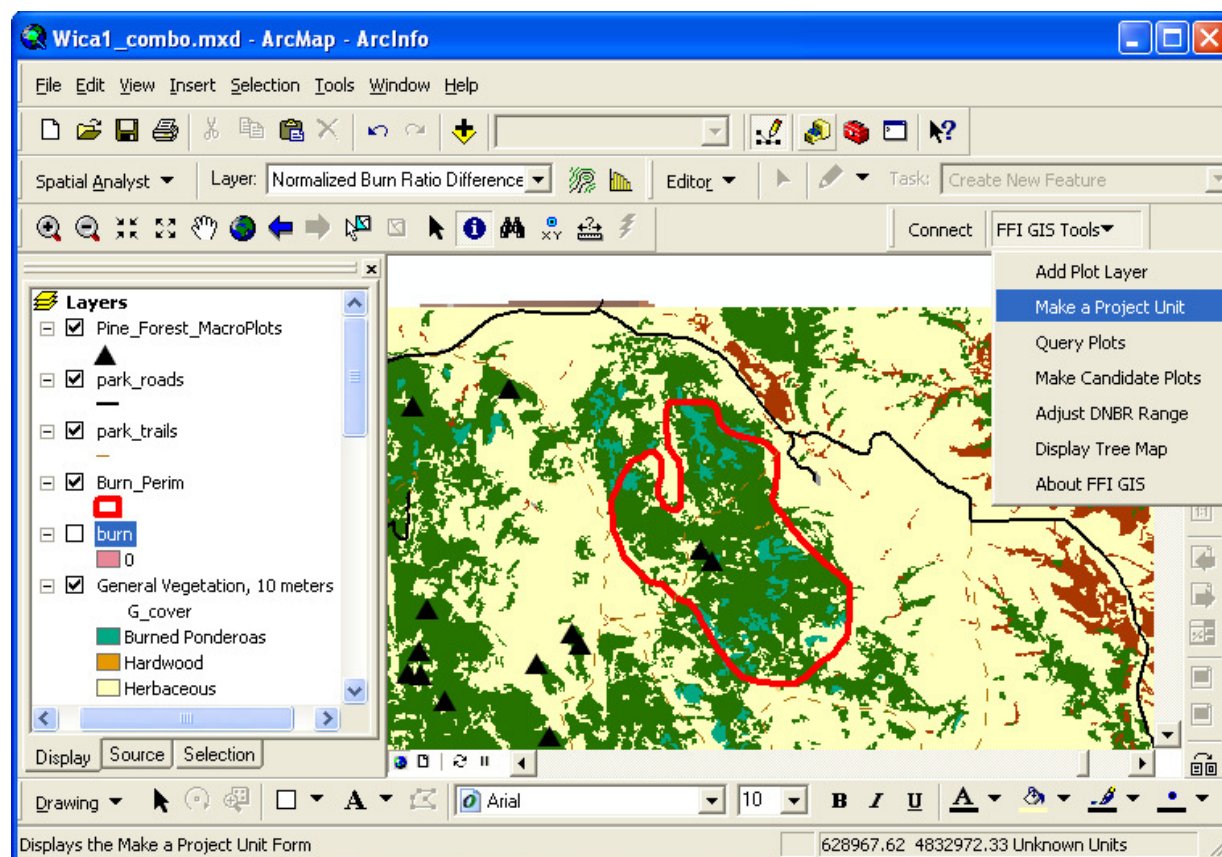 Wica1_combo.mxd - ArcMap - ArcInfo
File Edit View Insert Selection Tools Window Help
Spatial Analyst Layer: Normalized Burn Ratio Difference Editor Task: Create New Feature
XY
Connect FFI GIS Tools
Add Plot Layer
Make a Project Unit
Query Plots
Make Candidate Plots
Adjust DNBR Range
Display Tree Map
About FFI GIS
Layers
Pine_Forest_MacroPlots
park_roads
park_trails
Burn_Perim
burn
0
General Vegetation, 10 meters
G_cover
Burned Ponderoas
Hardwood
Herbaceous
1:1
Display Source Selection
Drawing A Arial 10 B I U A
Displays the Make a Project Unit Form 628967.62 4832972.33 Unknown Units